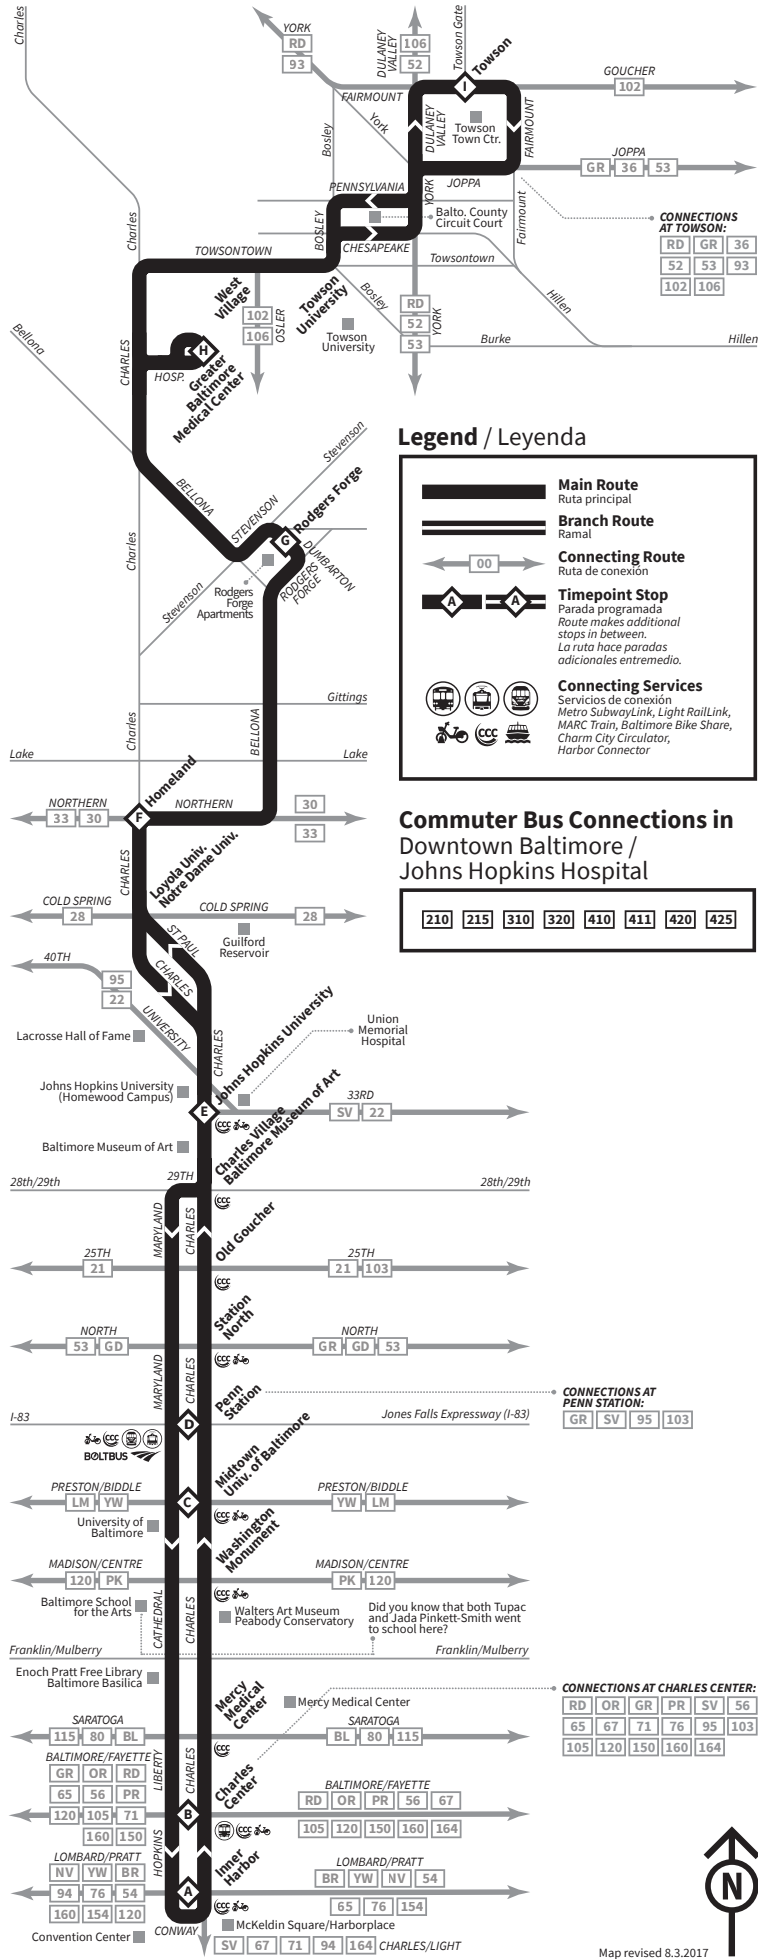 Charles
YORK
RD
93
DULANEY
VALLEY
106
52
Towson Gate
Towson
I
GOUCHER
102
FAIRMOUNT
York
Bosley
DULANEY
VALLEY
Towson
Town Ctr.
FAIRMOUNT
JOPPA
GR 36 53
PENNSYLVANIA
YORK
JOPPA
Charles
BOSLEY
Balto. County
Circuit Court
Fairmount
CONNECTIONS
AT TOWSON:
RD GR 36
52 53 93
102 106
TOWSONTOWN
CHESAPEAKE
Towsontown
West
Village
102
106
OSLER
Towson
University
Bosley
Towson
University
RD
52
53
YORK
Hillen
Burke
Hillen
Bellona
CHARLES
H
HOSP.
Greater
Baltimore
Medical Center
Stevenson
BELLONA
STEVENSON
G
Rodgers Forge
DUMBARTON
RODGERS
FORGE
Charles
Stevenson
Rodgers
Forge
Apartments
Legend / Leyenda
Main Route
Ruta principal
Branch Route
Ramal
00
Connecting Route
Ruta de conexión
A A
Timepoint Stop
Parada programada
Route makes additional
stops in between.
La ruta hace paradas
adicionales entremedio.
CCC
Connecting Services
Servicios de conexión
Metro SubwayLink, Light RailLink,
MARC Train, Baltimore Bike Share,
Charm City Circulator,
Harbor Connector
Gittings
Charles
BELLONA
Lake
Lake
Homeland
NORTHERN
33 30
F
NORTHERN
30
33
Commuter Bus Connections in
Downtown Baltimore /
Johns Hopkins Hospital
210 215 310 320 410 411 420 425
CHARLES
Loyola Univ.
Notre Dame Univ.
COLD SPRING
28
COLD SPRING
28
Guilford
Reservoir
ST PAUL
CHARLES
40TH
95
22
UNIVERSITY
Lacrosse Hall of Fame
CHARLES
Johns Hopkins University
Union
Memorial
Hospital
Johns Hopkins University
(Homewood Campus)
E
33RD
SV 22
CCC
Charles Village
Baltimore Museum of Art
Baltimore Museum of Art
29TH
28th/29th
28th/29th
CCC
MARYLAND
CHARLES
Old Goucher
25TH
21
25TH
21 103
CCC
Station
North
NORTH
53 GD
NORTH
GR GD 53
CCC
MARYLAND
CHARLES
Penn
Station
CONNECTIONS AT
PENN STATION:
GR SV 95 103
I-83
D
Jones Falls Expressway (I-83)
CCC
BOLTBUS
Midtown
Univ. of Baltimore
PRESTON/BIDDLE
LM YW
C
PRESTON/BIDDLE
YW LM
CCC
University of
Baltimore
Washington
Monument
MADISON/CENTRE
120 PK
MADISON/CENTRE
PK 120
CCC
Baltimore School
for the Arts
CATHEDRAL
CHARLES
Walters Art Museum
Peabody Conservatory
Did you know that both Tupac
and Jada Pinkett-Smith went
to school here?
Franklin/Mulberry
Franklin/Mulberry
Enoch Pratt Free Library
Baltimore Basilica
Mercy
Medical
Center
Mercy Medical Center
CONNECTIONS AT CHARLES CENTER:
RD OR GR PR SV 56
65 67 71 76 95 103
105 120 150 160 164
SARATOGA
115 80 BL
SARATOGA
BL 80 115
CCC
LIBERTY
CHARLES
Charles
Center
BALTIMORE/FAYETTE
GR OR RD
65 56 PR
120 105 71
160 150
B
BALTIMORE/FAYETTE
RD OR PR 56 67
105 120 150 160 164
CCC
HOPKINS
Inner
Harbor
LOMBARD/PRATT
NV YW BR
94 76 54
160 154 120
A
LOMBARD/PRATT
BR YW NV 54
65 76 154
CCC
Convention Center
CONWAY
McKeldin Square/Harborplace
SV 67 71 94 164 CHARLES/LIGHT
N
Map revised 8.3.2017